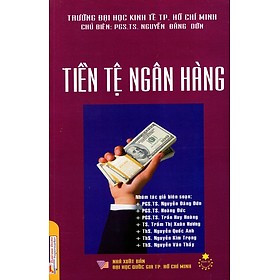 TRƯỜNG ĐẠI HỌC KINH TẾ TP. HỒ CHÍ MINH
CHỦ BIÊN: PGS.TS. NGUYỄN ĐĂNG DỜN
TIỀN TỆ NGÂN HÀNG
Nhóm tác giả biên soạn:
+ PGS.TS. Nguyễn Đăng Dờn
+ PGS.TS. Hoàng Đức
+ PGS.TS. Trần Huy Hoàng
+ TS. Trầm Thị Xuân Hương
+ ThS. Nguyễn Quốc Anh
+ ThS. Nguyễn Kim Trọng
+ ThS. Nguyễn Văn Thầy
NHÀ XUẤT BẢN
ĐẠI HỌC QUỐC GIA TP. HỒ CHÍ MINH